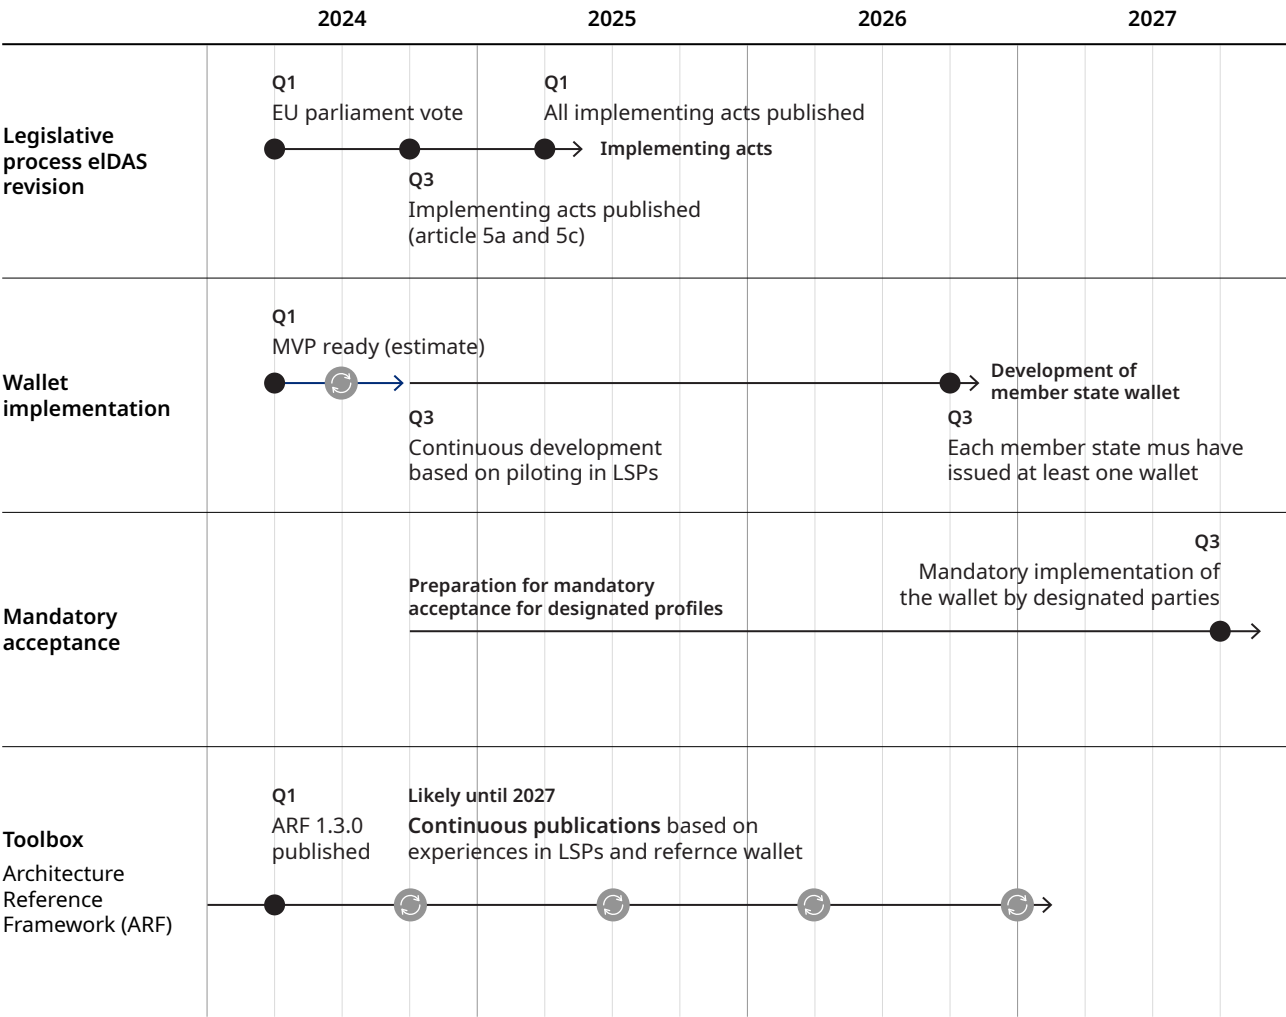 2024 2025 2026 2027
Legislative
process elDAS
revision
Q1
EU parliament vote
Q1
All implementing acts published
Implementing acts
Q3
Implementing acts published
(article 5a and 5c)
Wallet
implementation
Q1
MVP ready (estimate)
Q3
Continuous development
based on piloting in LSPs
Development of
member state wallet
Q3
Each member state mus have
issued at least one wallet
Mandatory
acceptance
Preparation for mandatory
acceptance for designated profiles
Q3
Mandatory implementation of
the wallet by designated parties
Toolbox
Architecture
Reference
Framework (ARF)
Q1
ARF 1.3.0
published
Likely until 2027
Continuous publications based on
experiences in LSPs and refernce wallet